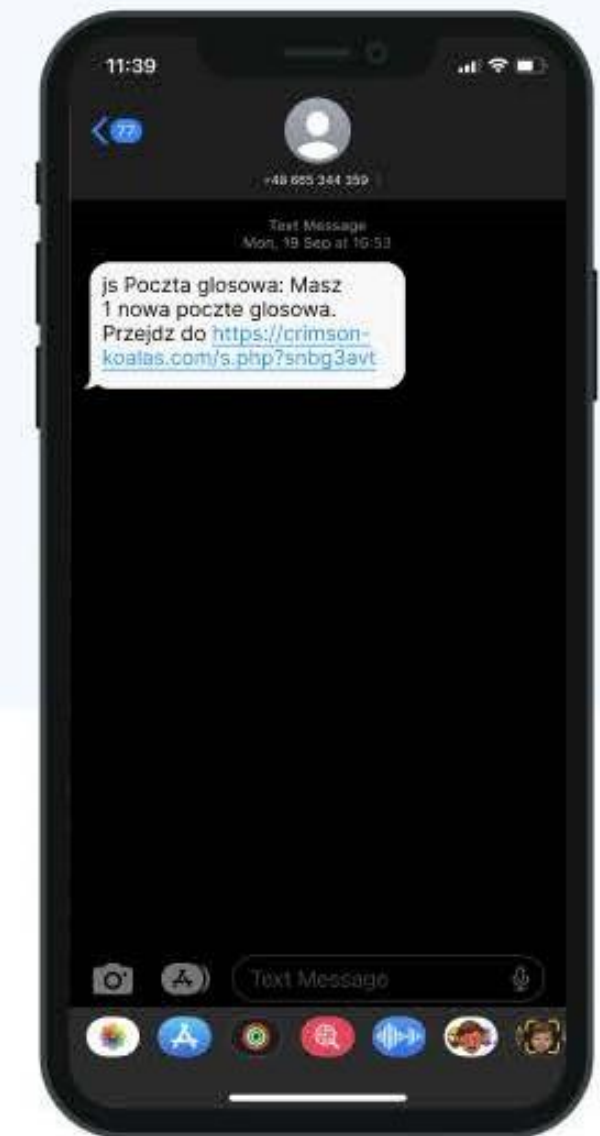 11:39
77
+48 665 344 359
Text Message
Mon, 19 Sep at 16:53
js Poczta glosowa: Masz
1 nowa poczte glosowa.
Przejdz do https://crimson-
koalas.com/s.php?snbg3avt
Text Message